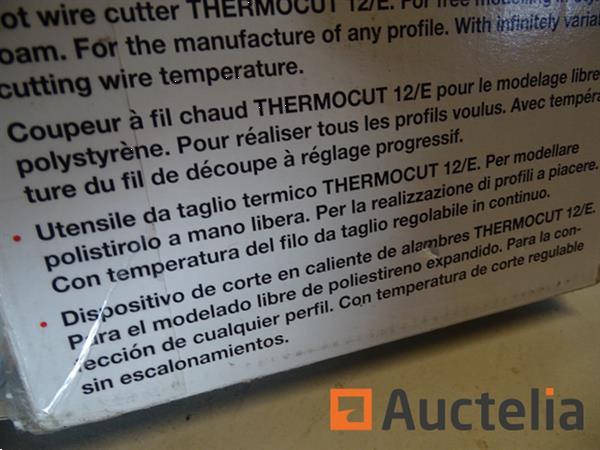 ot wire cutter THERMOCUT 12/E. For free modelling in
oam. For the manufacture of any profile. With infinitely variab
cutting wire temperature.
Coupeur à fil chaud THERMOCUT 12/E pour le modelage libre
polystyrène. Pour réaliser tous les profils voulus. Avec tempéra
ture du fil de découpe à réglage progressif.
• Utensile da taglio termico THERMOCUT 12/E. Per modellare
polistirolo a mano libera. Per la realizzazione di profili a piacere.
Con temperatura del filo da taglio regolabile in continuo.
• Dispositivo de corte en caliente de alambres THERMOCUT 12/E.
Para el modelado libre de poliestireno expandido. Para la con-
fección de cualquier perfil. Con temperatura de corte regulable
sin escalonamientos.
Auctelia